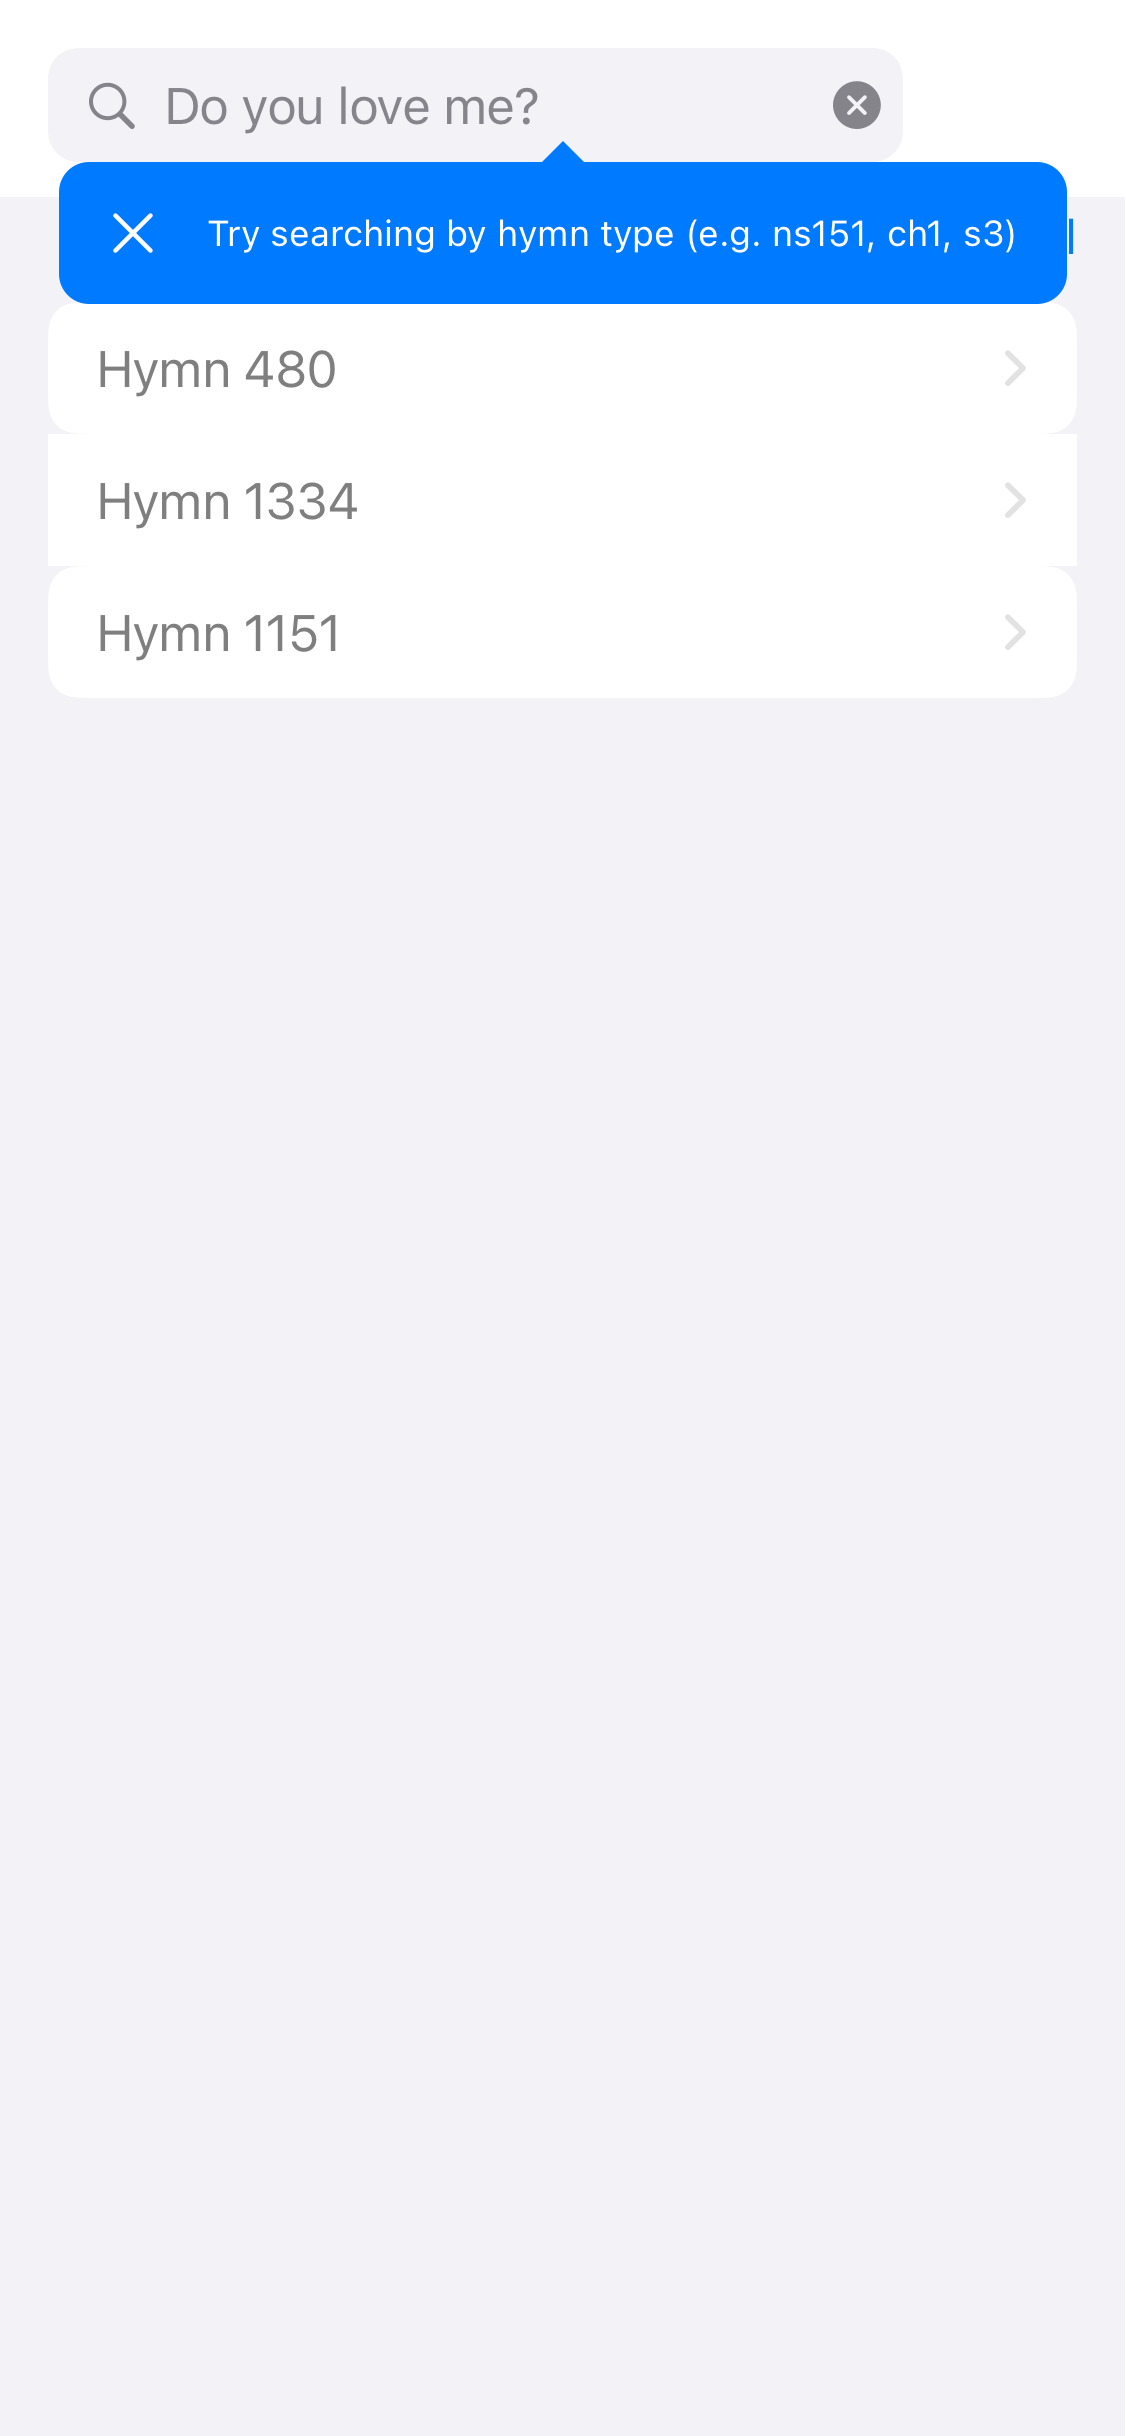 Do you love me?
Try searching by hymn type (e.g. ns151, ch1, s3)
Hymn 480
Hymn 1334
Hymn 1151